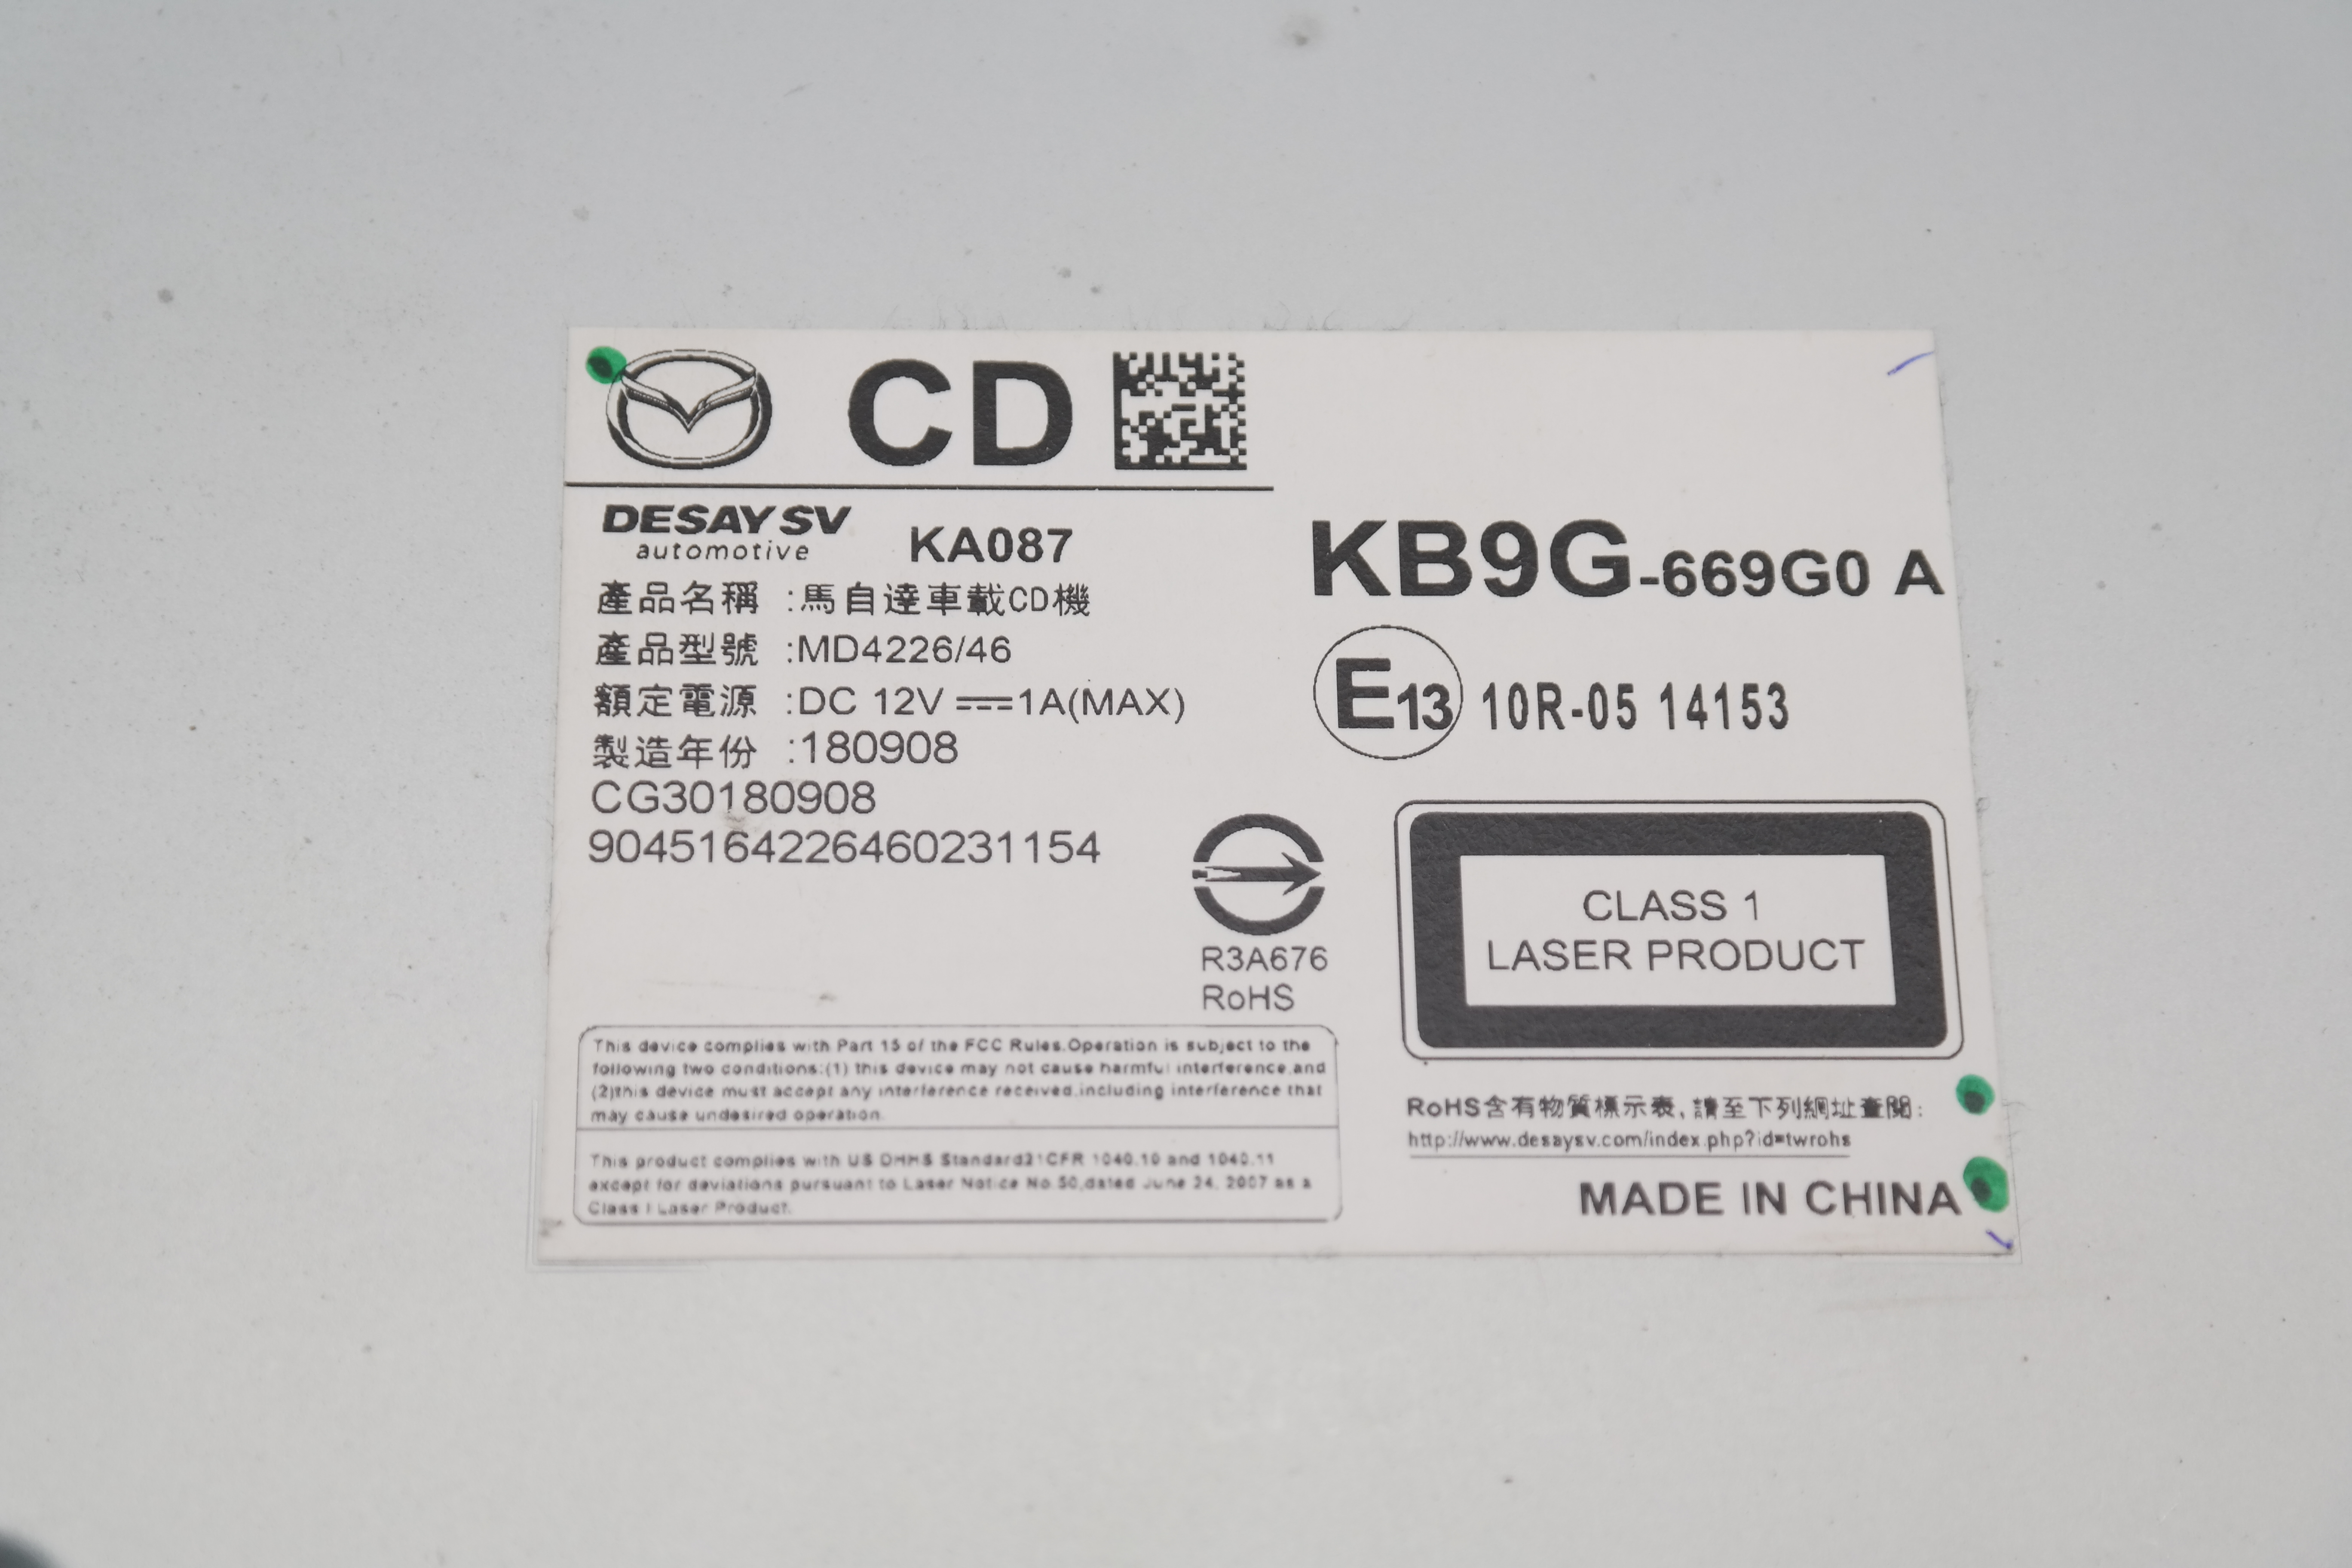 CD
DESAY SV
automotive
KA087
產品名稱 :馬自達車載CD機
產品型號 :MD4226/46
額定電源 :DC 12V ⎓1A(MAX)
製造年份 :180908
CG30180908
9045164226460231154
KB9G-669G0 A
E13 10R-05 14153
R3A676
RoHS
CLASS 1
LASER PRODUCT
This device complies with Part 15 of the FCC Rules.Operation is subject to the
following two conditions:(1) this device may not cause harmful interference,and
(2)this device must accept any interference received,including interference that
may cause undesired operation.
This product complies with US DHHS Standard21CFR 1040.10 and 1040.11
except for deviations pursuant to Laser Notice No.50,dated June 24, 2007 as a
Class I Laser Product.
RoHS含有物質標示表,請至下列網址查閱:
http://www.desaysv.com/index.php?id=twrohs
MADE IN CHINA